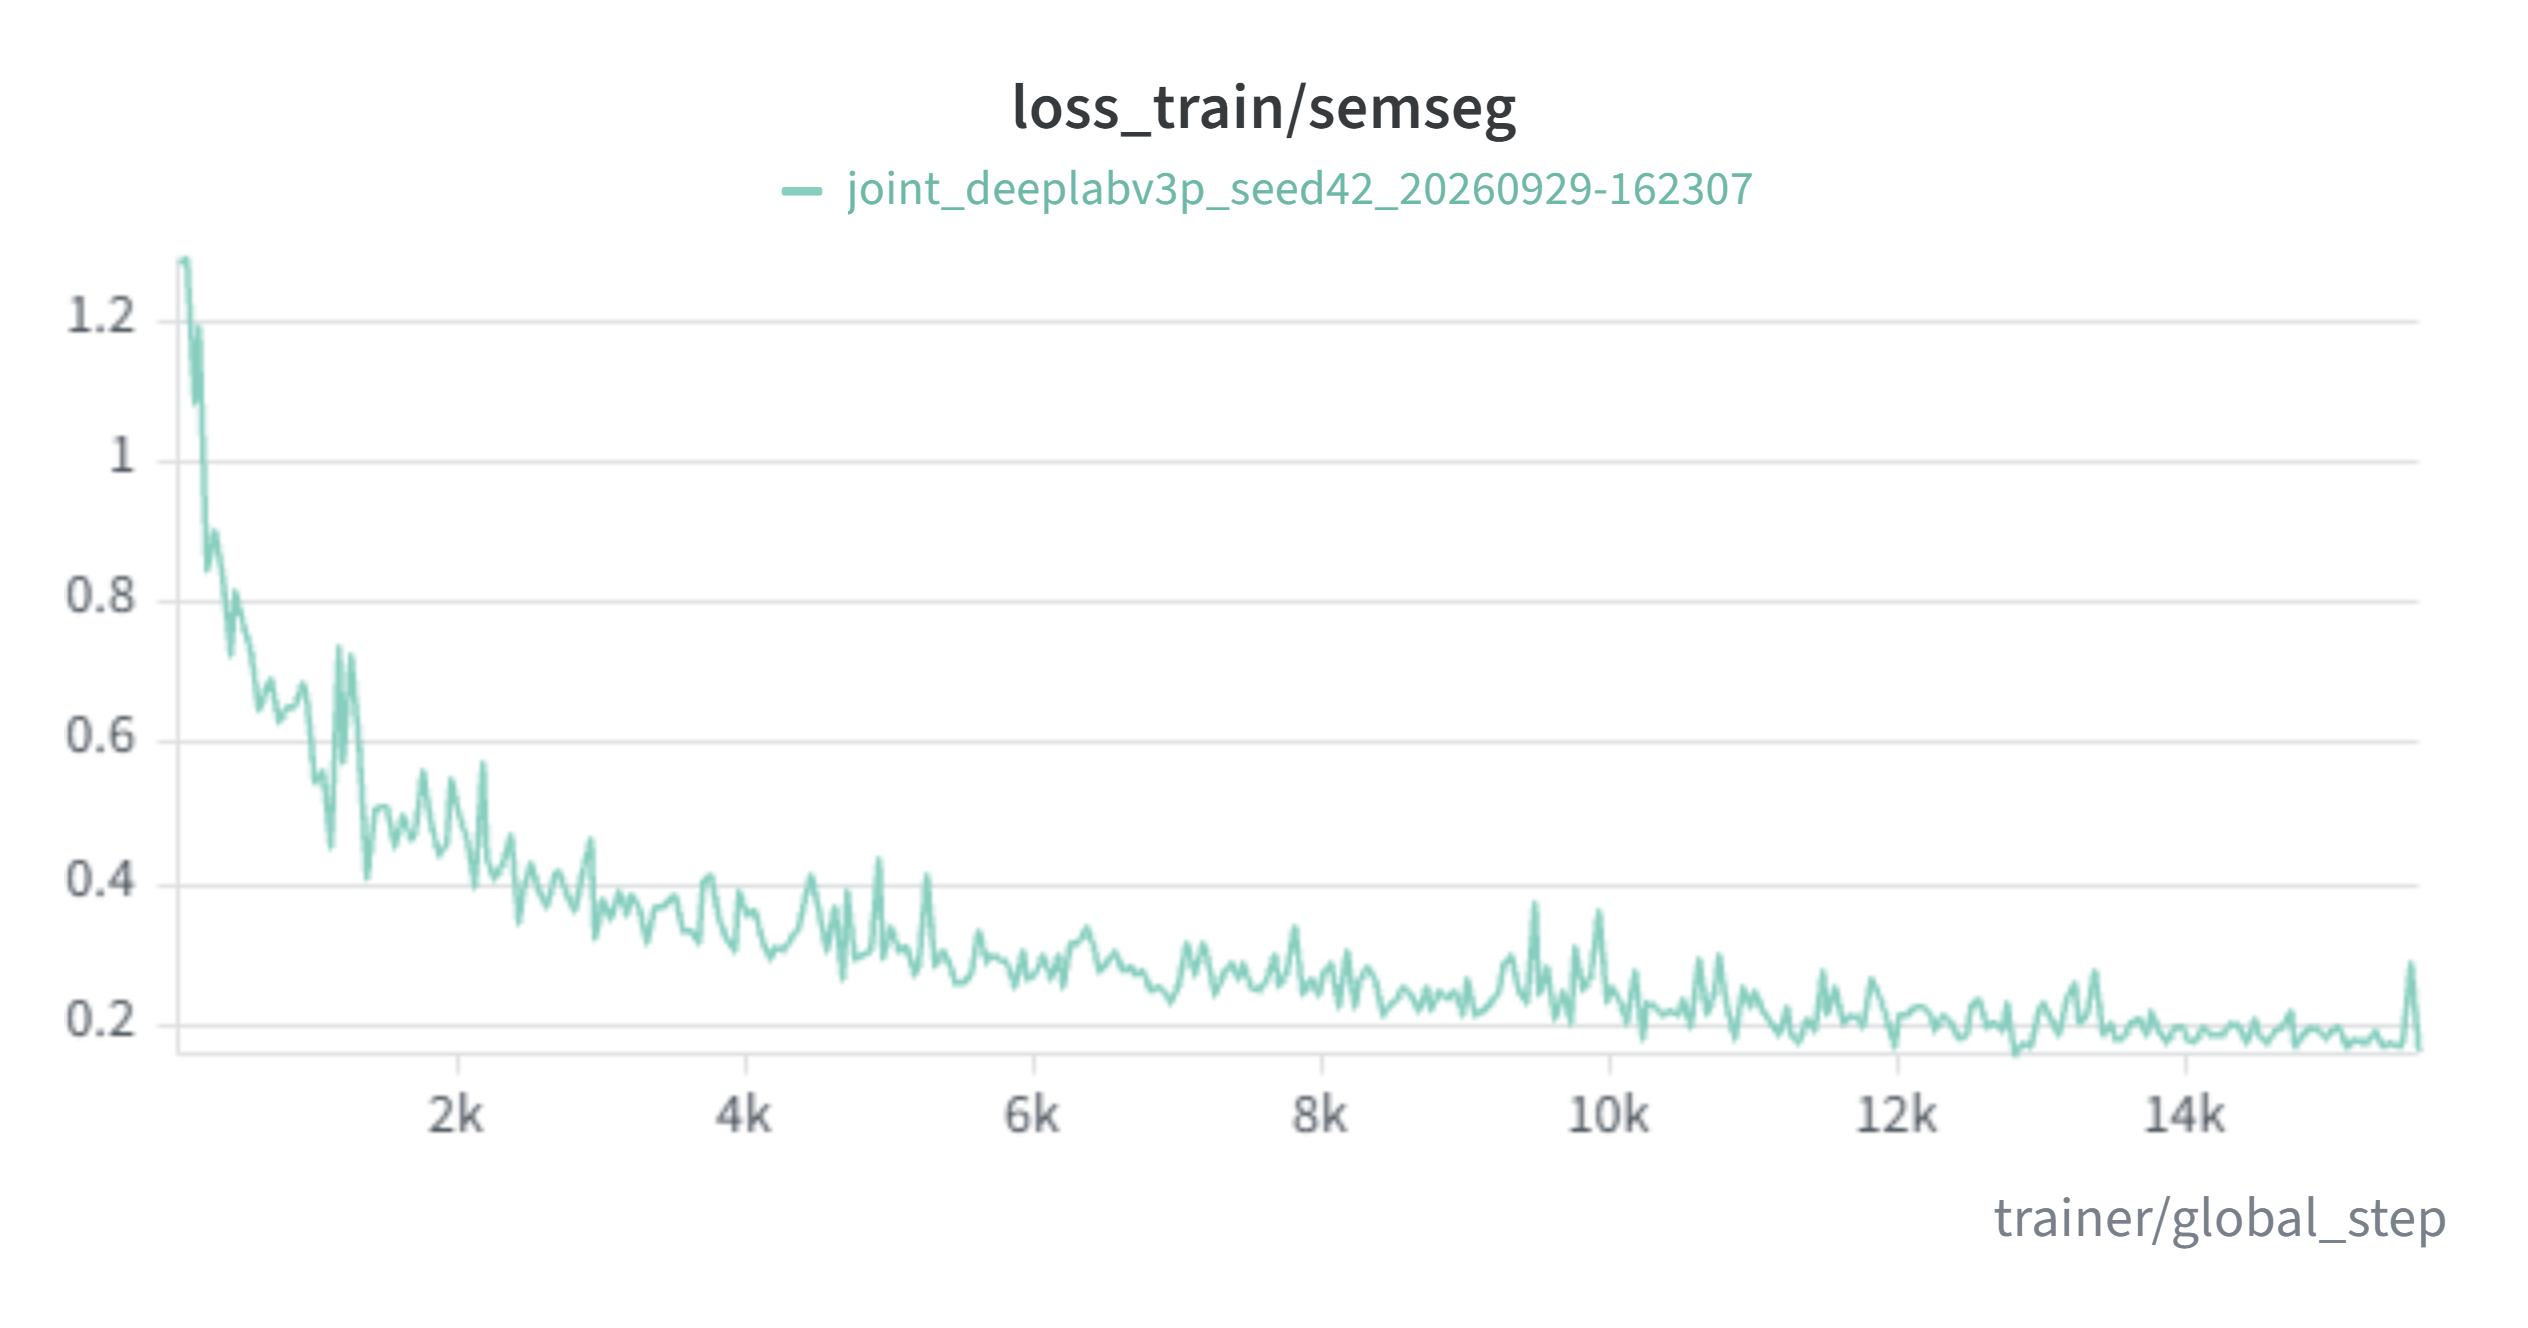 loss_train/semseg
joint_deeplabv3p_seed42_20260929-162307
1.2
1
0.8
0.6
0.4
0.2
2k 4k 6k 8k 10k 12k 14k
trainer/global_step